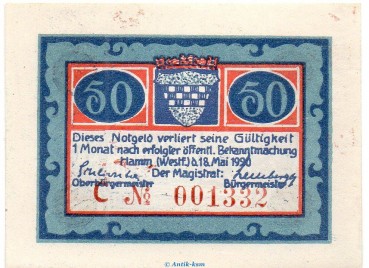 50 50
Dieses Notgeld verliert seine Gültigkeit
1 Monat nach erfolgter öffentl. Bekanntmachung
Hamm (Westf.) d. 18. Mai 1920
Der Magistrat:
Oberbürgermeister Bürgermeister
C № 001332
© Antik-kam